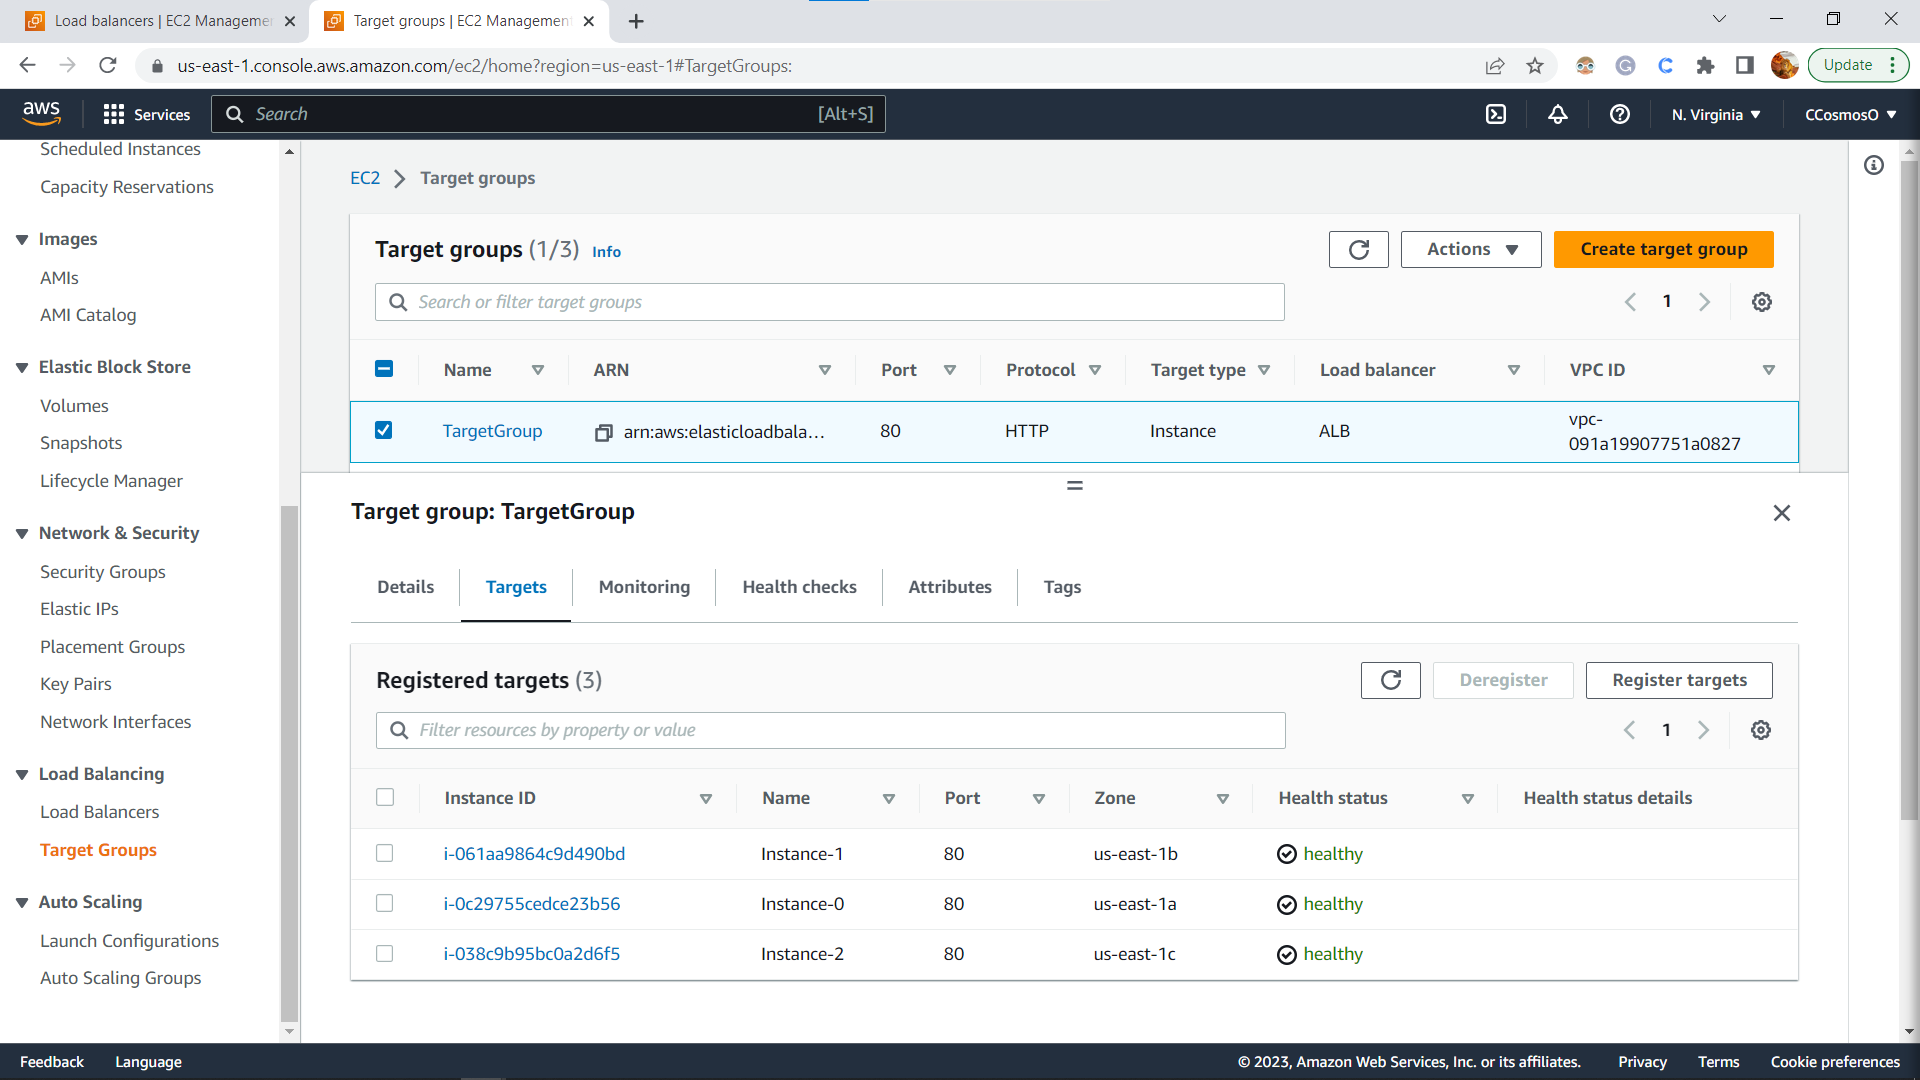 Load balancers | EC2 Managemen
Target groups | EC2 Management
us-east-1.console.aws.amazon.com/ec2/home?region=us-east-1#TargetGroups:
Update
aws
Services
Search
[Alt+S]
N. Virginia
CCosmosO
Scheduled Instances
Capacity Reservations
Images
AMIs
AMI Catalog
Elastic Block Store
Volumes
Snapshots
Lifecycle Manager
Network & Security
Security Groups
Elastic IPs
Placement Groups
Key Pairs
Network Interfaces
Load Balancing
Load Balancers
Target Groups
Auto Scaling
Launch Configurations
Auto Scaling Groups
EC2 Target groups
Target groups (1/3) Info
Actions
Create target group
Search or filter target groups
1
Name ARN Port Protocol Target type Load balancer VPC ID
TargetGroup arn:aws:elasticloadbala... 80 HTTP Instance ALB vpc-
091a19907751a0827
Target group: TargetGroup
Details Targets Monitoring Health checks Attributes Tags
Registered targets (3)
Deregister
Register targets
Filter resources by property or value
1
Instance ID Name Port Zone Health status Health status details
i-061aa9864c9d490bd Instance-1 80 us-east-1b healthy
i-0c29755cedce23b56 Instance-0 80 us-east-1a healthy
i-038c9b95bc0a2d6f5 Instance-2 80 us-east-1c healthy
Feedback Language © 2023, Amazon Web Services, Inc. or its affiliates. Privacy Terms Cookie preferences